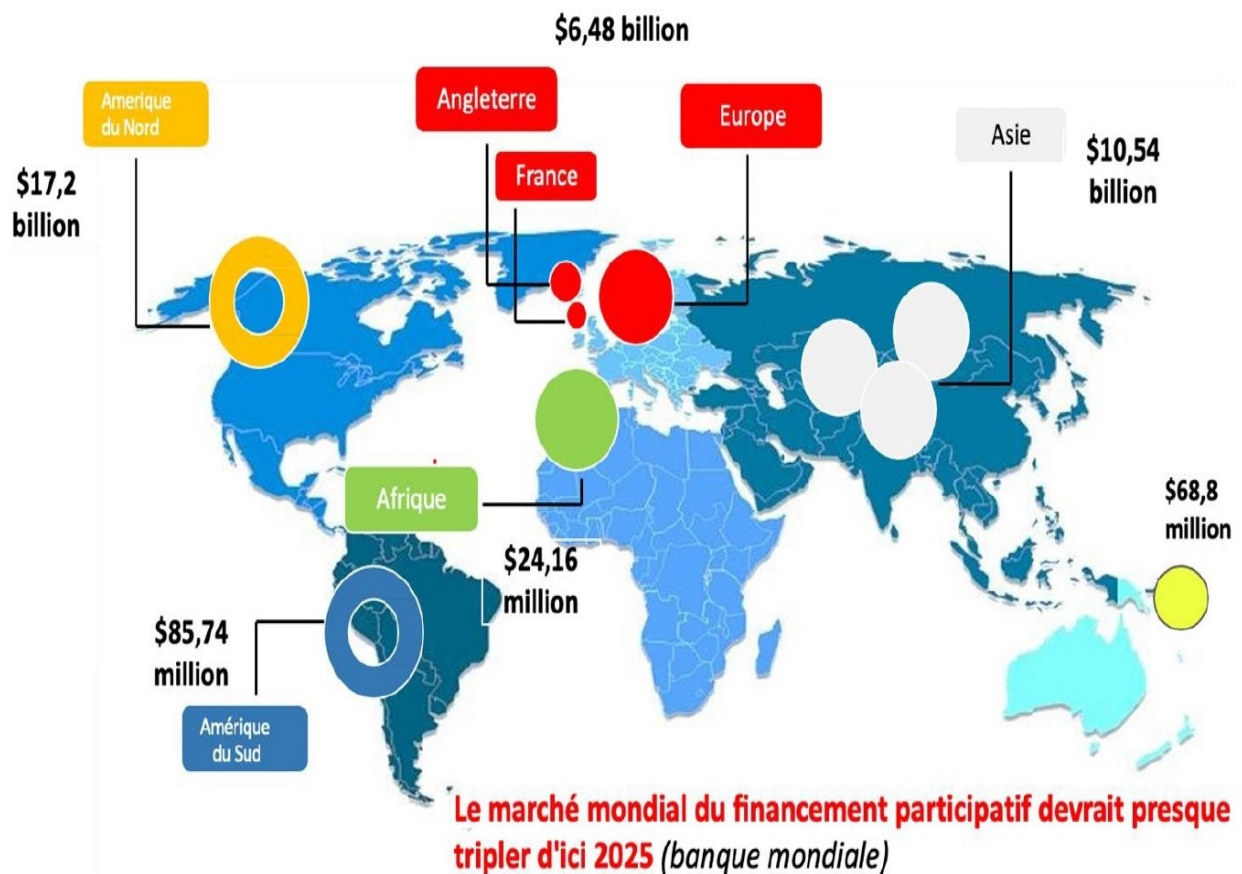 $6,48 billion
Amerique
du Nord
Angleterre
Europe
Asie
$10,54
billion
$17,2
billion
France
Afrique
$68,8
million
$24,16
million
$85,74
million
Amérique
du Sud
Le marché mondial du financement participatif devrait presque
tripler d'ici 2025 (banque mondiale)